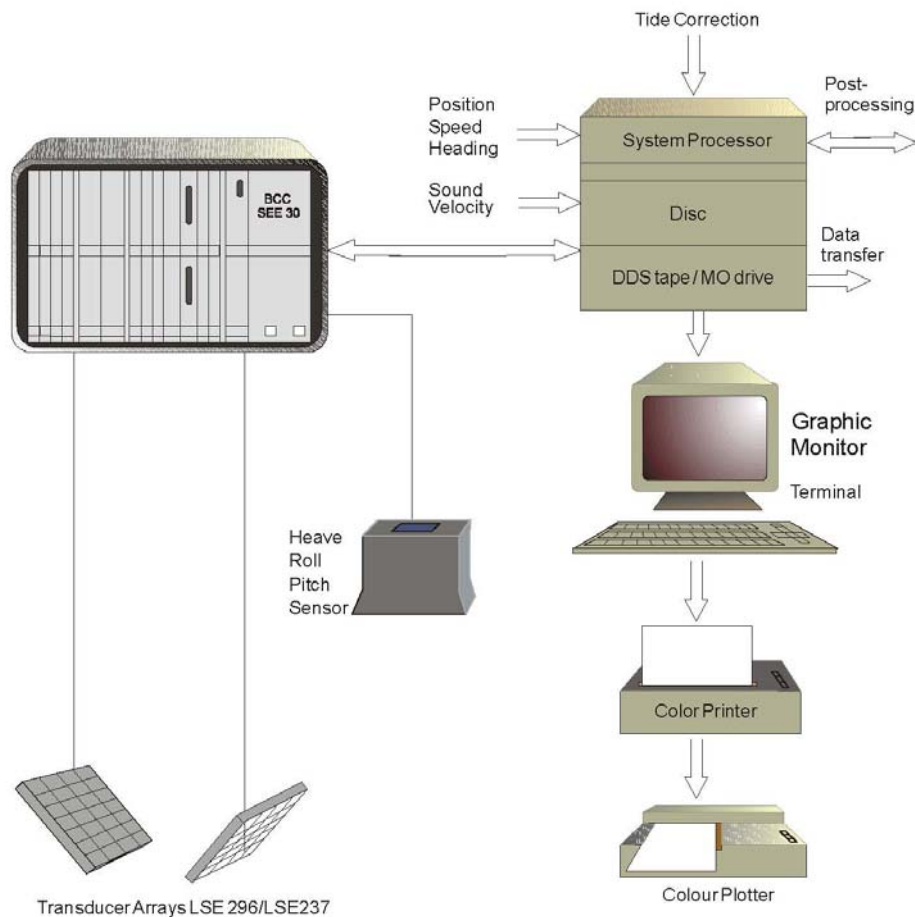 Tide Correction
Position
Speed
Heading
Post-
processing
System Processor
BCC
SEE 30
Sound
Velocity
Disc
Data
transfer
DDS tape / MO drive
Graphic
Monitor
Terminal
Heave
Roll
Pitch
Sensor
Color Printer
Colour Plotter
Transducer Arrays LSE 296/LSE237